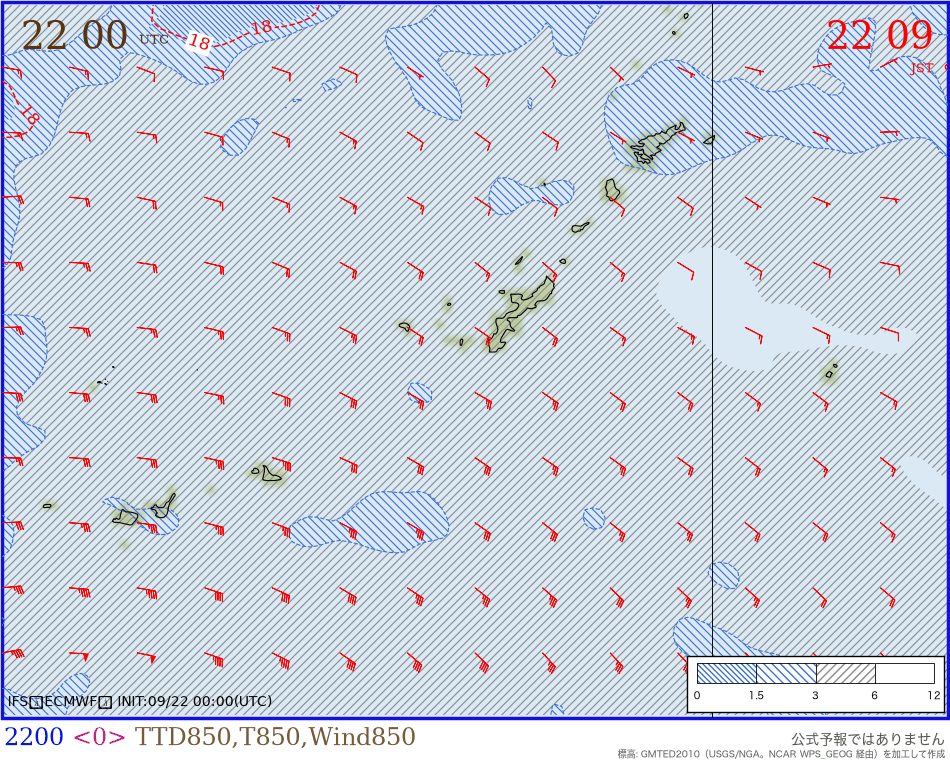 22 00 UTC
22 09
JST
18
18
18
IFS□ECMWF□ INIT:09/22 00:00(UTC)
0 1.5 3 6 12
2200 <0> TTD850,T850,Wind850
公式予報ではありません
標高: GMTED2010（USGS/NGA。NCAR WPS_GEOG 経由）を加工して作成